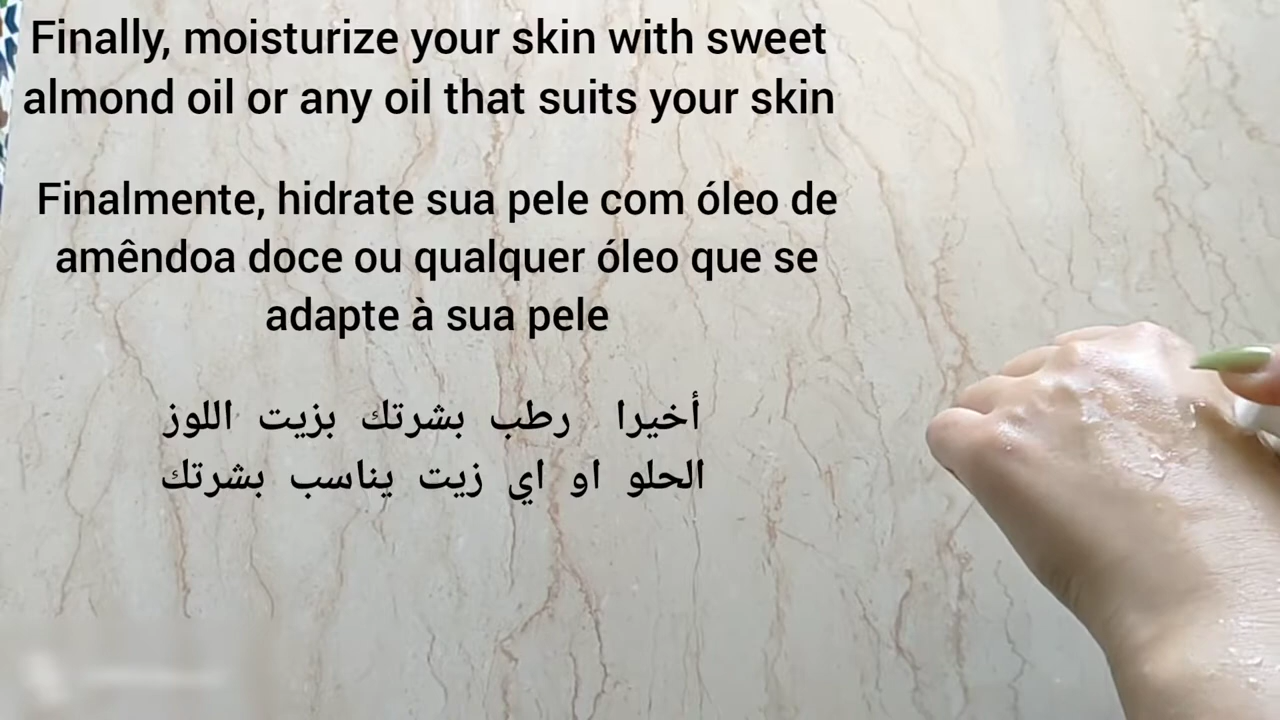 Finally, moisturize your skin with sweet
almond oil or any oil that suits your skin
Finalmente, hidrate sua pele com óleo de
amêndoa doce ou qualquer óleo que se
adapte à sua pele
أخيرا رطب بشرتك بزيت اللوز
الحلو او اي زيت يناسب بشرتك